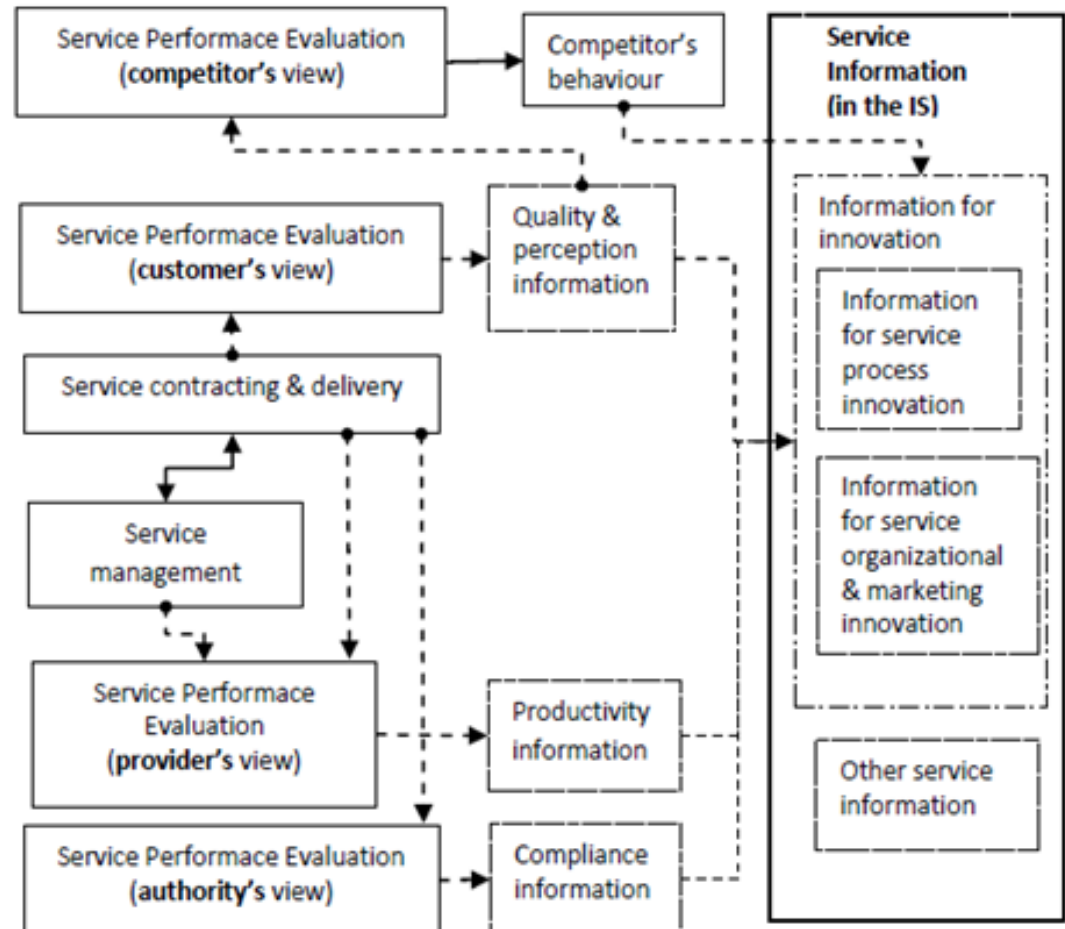 Service Performace Evaluation
(competitor's view)
Competitor's
behaviour
Service
Information
(in the IS)
Service Performace Evaluation
(customer's view)
Quality &
perception
information
Information for
innovation
Information
for service
process
innovation
Service contracting & delivery
Information
for service
organizational
& marketing
innovation
Service
management
Service Performace
Evaluation
(provider's view)
Productivity
information
Other service
information
Service Performace Evaluation
(authority's view)
Compliance
information